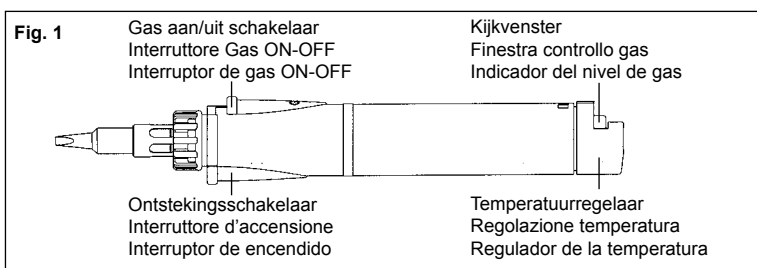 Fig. 1
Gas aan/uit schakelaar
Interruttore Gas ON-OFF
Interruptor de gas ON-OFF
Kijkvenster
Finestra controllo gas
Indicador del nivel de gas
Ontstekingsschakelaar
Interruttore d’accensione
Interruptor de encendido
Temperatuurregelaar
Regolazione temperatura
Regulador de la temperatura